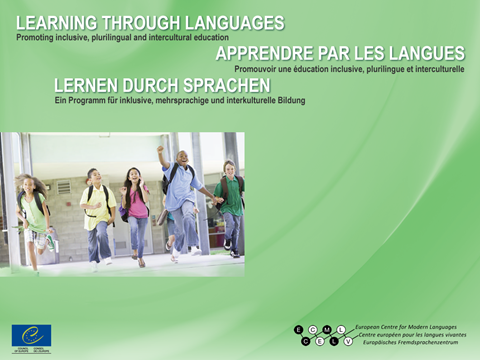 LEARNING THROUGH LANGUAGES
Promoting inclusive, plurilingual and intercultural education
APPRENDRE PAR LES LANGUES
Promouvoir une éducation inclusive, plurilingue et interculturelle
LERNEN DURCH SPRACHEN
Ein Programm für inklusive, mehrsprachige und interkulturelle Bildung
COUNCIL OF EUROPE
CONSEIL DE L'EUROPE
E C M L
C E L V
European Centre for Modern Languages
Centre européen pour les langues vivantes
Europäisches Fremdsprachenzentrum